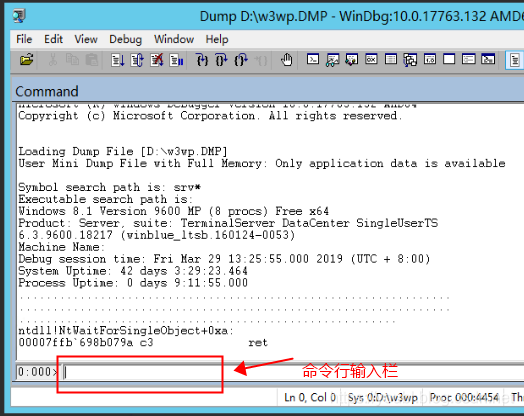 Dump D:\w3wp.DMP - WinDbg:10.0.17763.132 AMD6
File Edit View Debug Window Help
Command
Microsoft (R) Windows Debugger Version 10.0.17763.132 AMD64
Copyright (c) Microsoft Corporation. All rights reserved.
Loading Dump File [D:\w3wp.DMP]
User Mini Dump File with Full Memory: Only application data is available
Symbol search path is: srv*
Executable search path is:
Windows 8.1 Version 9600 MP (8 procs) Free x64
Product: Server, suite: TerminalServer DataCenter SingleUserTS
6.3.9600.18217 (winblue_ltsb.160124-0053)
Machine Name:
Debug session time: Fri Mar 29 13:25:55.000 2019 (UTC + 8:00)
System Uptime: 42 days 3:29:23.464
Process Uptime: 0 days 9:11:55.000
................................................................
................................................................
.......................................................
ntdll!NtWaitForSingleObject+0xa:
00007ffb`698b079a c3 ret
0:000>
命令行输入栏
Ln 0, Col 0 Sys 0:D:\w3wp Proc 000:4454 Th